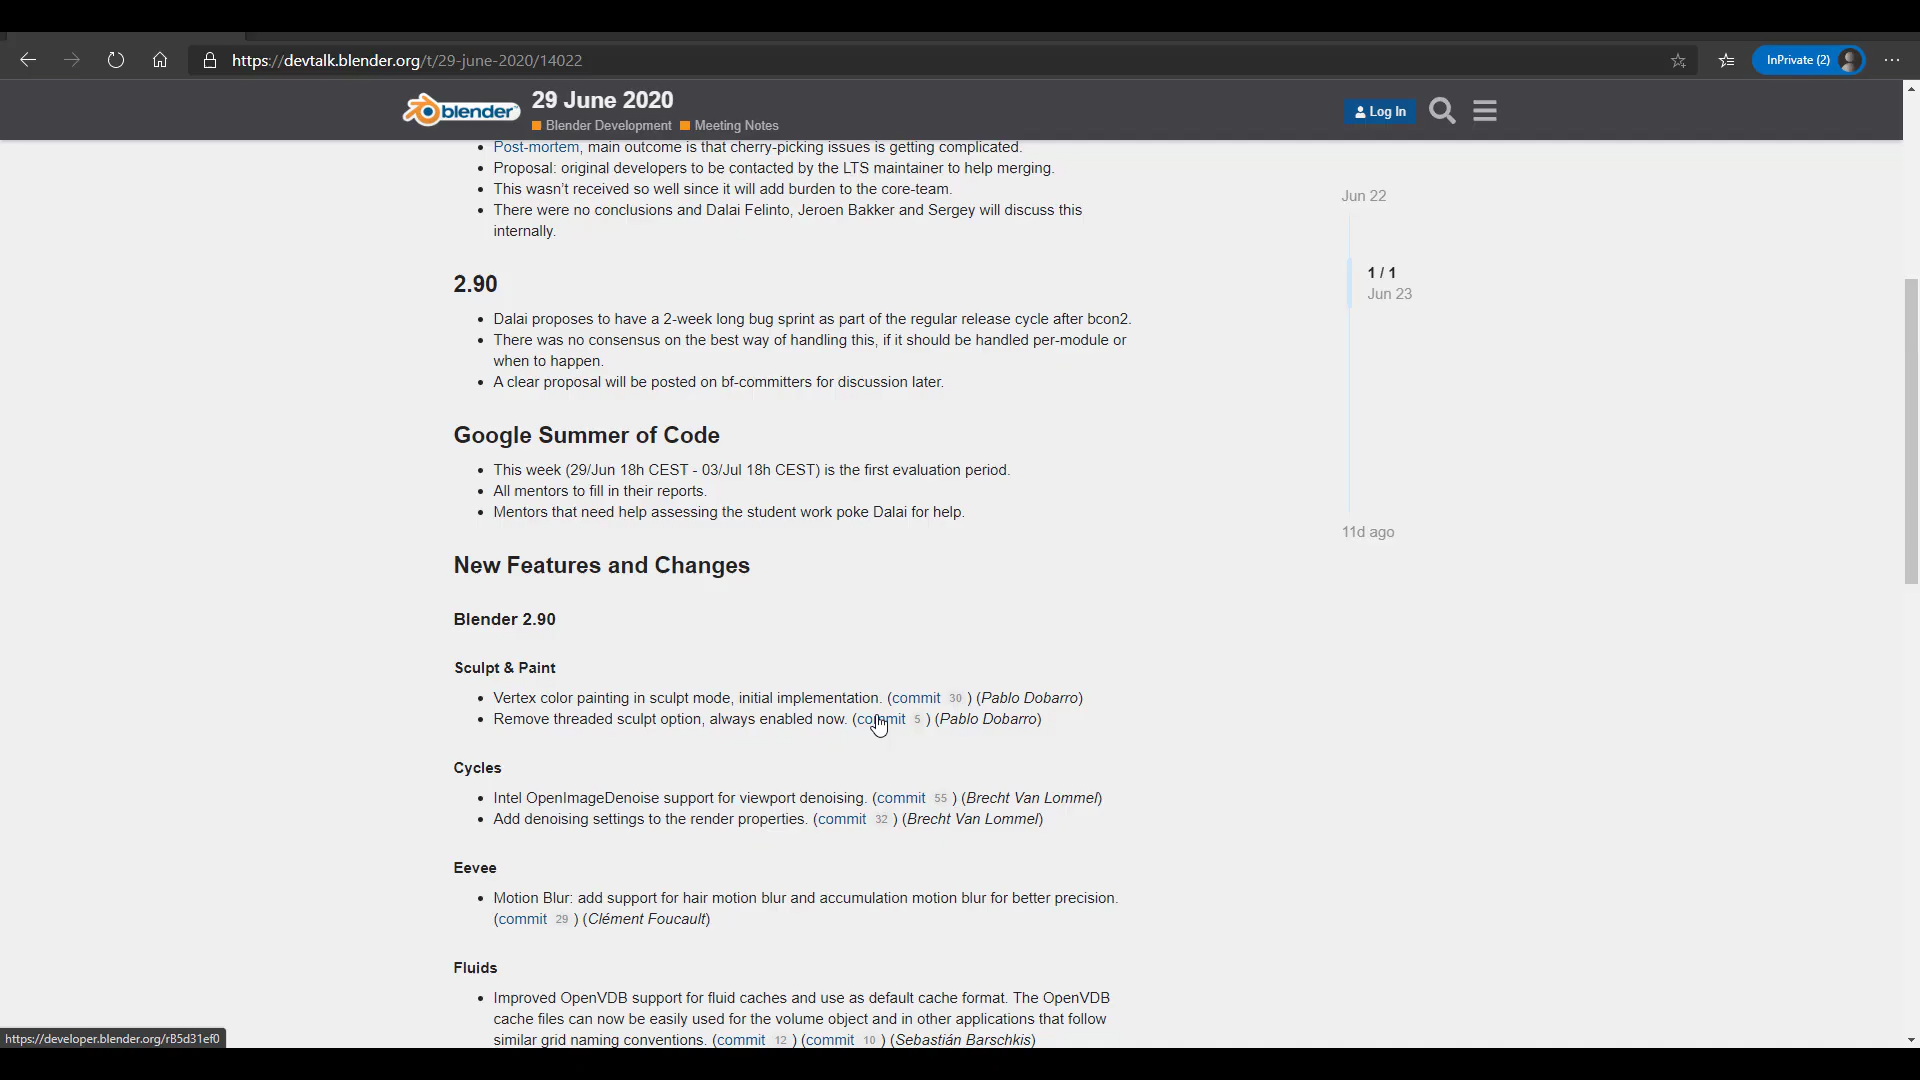 https://devtalk.blender.org/t/29-june-2020/14022
InPrivate (2)
blender
29 June 2020
Blender Development Meeting Notes
Log In
Post-mortem, main outcome is that cherry-picking issues is getting complicated.
Proposal: original developers to be contacted by the LTS maintainer to help merging.
This wasn't received so well since it will add burden to the core-team.
There were no conclusions and Dalai Felinto, Jeroen Bakker and Sergey will discuss this
internally.
Jun 22
1 / 1
Jun 23
11d ago
2.90
Dalai proposes to have a 2-week long bug sprint as part of the regular release cycle after bcon2.
There was no consensus on the best way of handling this, if it should be handled per-module or
when to happen.
A clear proposal will be posted on bf-committers for discussion later.
Google Summer of Code
This week (29/Jun 18h CEST - 03/Jul 18h CEST) is the first evaluation period.
All mentors to fill in their reports.
Mentors that need help assessing the student work poke Dalai for help.
New Features and Changes
Blender 2.90
Sculpt & Paint
Vertex color painting in sculpt mode, initial implementation. (commit 30 ) (Pablo Dobarro)
Remove threaded sculpt option, always enabled now. (commit 5 ) (Pablo Dobarro)
Cycles
Intel OpenImageDenoise support for viewport denoising. (commit 55 ) (Brecht Van Lommel)
Add denoising settings to the render properties. (commit 32 ) (Brecht Van Lommel)
Eevee
Motion Blur: add support for hair motion blur and accumulation motion blur for better precision.
(commit 29 ) (Clément Foucault)
Fluids
Improved OpenVDB support for fluid caches and use as default cache format. The OpenVDB
cache files can now be easily used for the volume object and in other applications that follow
similar grid naming conventions. (commit 12 ) (commit 10 ) (Sebastián Barschkis)
https://developer.blender.org/rB5d31ef0